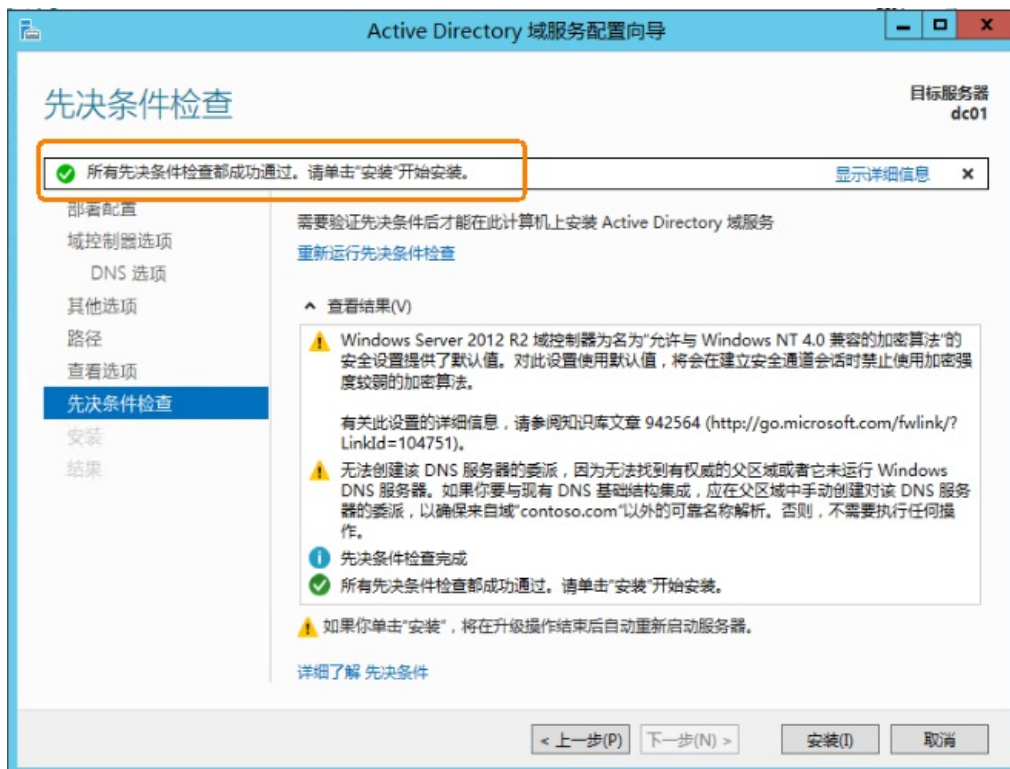 Active Directory 域服务配置向导
先决条件检查
目标服务器
dc01
所有先决条件检查都成功通过。请单击"安装"开始安装。
显示详细信息
部署配置
域控制器选项
DNS 选项
其他选项
路径
查看选项
先决条件检查
安装
结果
需要验证先决条件后才能在此计算机上安装 Active Directory 域服务
重新运行先决条件检查
查看结果(V)
Windows Server 2012 R2 域控制器为名为"允许与 Windows NT 4.0 兼容的加密算法"的
安全设置提供了默认值。对此设置使用默认值，将会在建立安全通道会话时禁止使用加密强
度较弱的加密算法。
有关此设置的详细信息，请参阅知识库文章 942564 (http://go.microsoft.com/fwlink/?
LinkId=104751)。
无法创建该 DNS 服务器的委派，因为无法找到有权威的父区域或者它未运行 Windows
DNS 服务器。如果你要与现有 DNS 基础结构集成，应在父区域中手动创建对该 DNS 服务
器的委派，以确保来自域"contoso.com"以外的可靠名称解析。否则，不需要执行任何操
作。
先决条件检查完成
所有先决条件检查都成功通过。请单击"安装"开始安装。
如果你单击"安装"，将在升级操作结束后自动重新启动服务器。
详细了解 先决条件
< 上一步(P)
下一步(N) >
安装(I)
取消